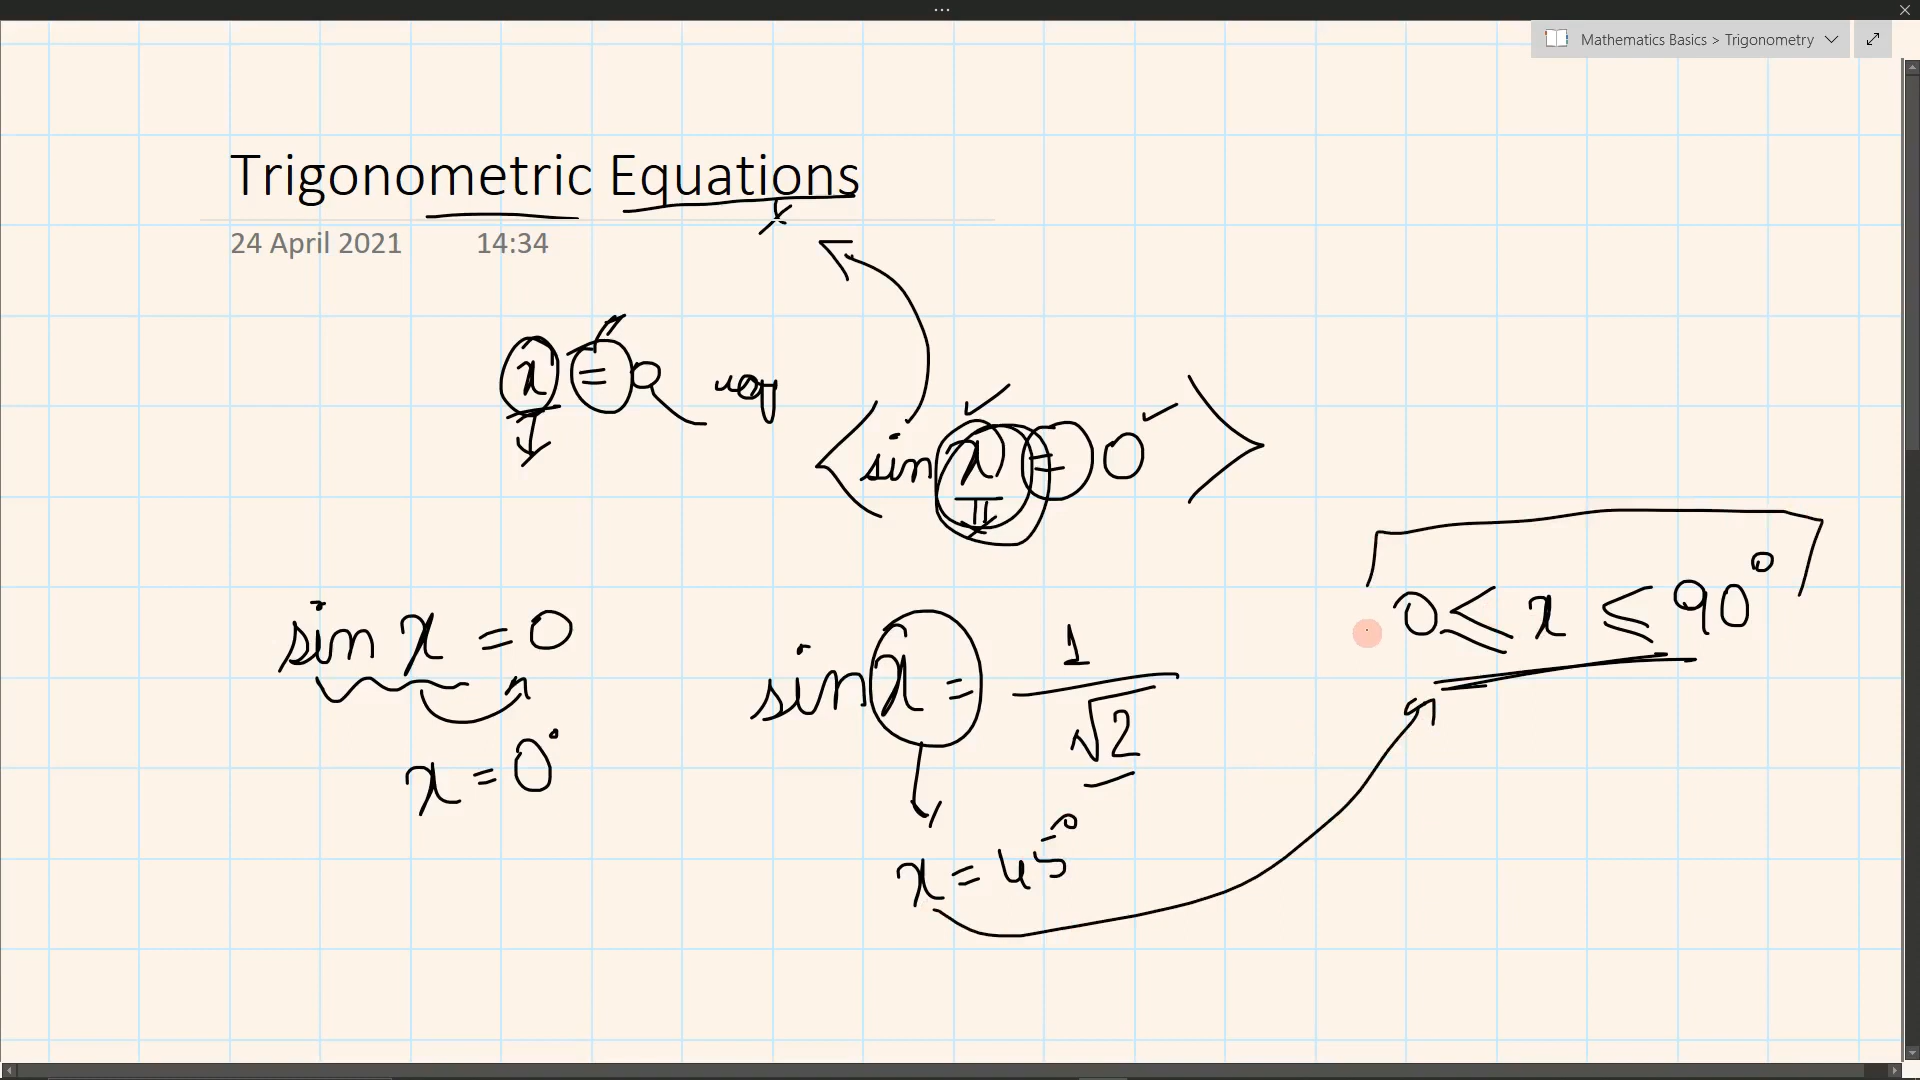 Mathematics Basics > Trigonometry
Trigonometric Equations
24 April 2021 14:34
x = 0
sin x = 0
sin x = 0
x = 0°
sin x = 1/√2
x = 45°
0 ≤ x ≤ 90°